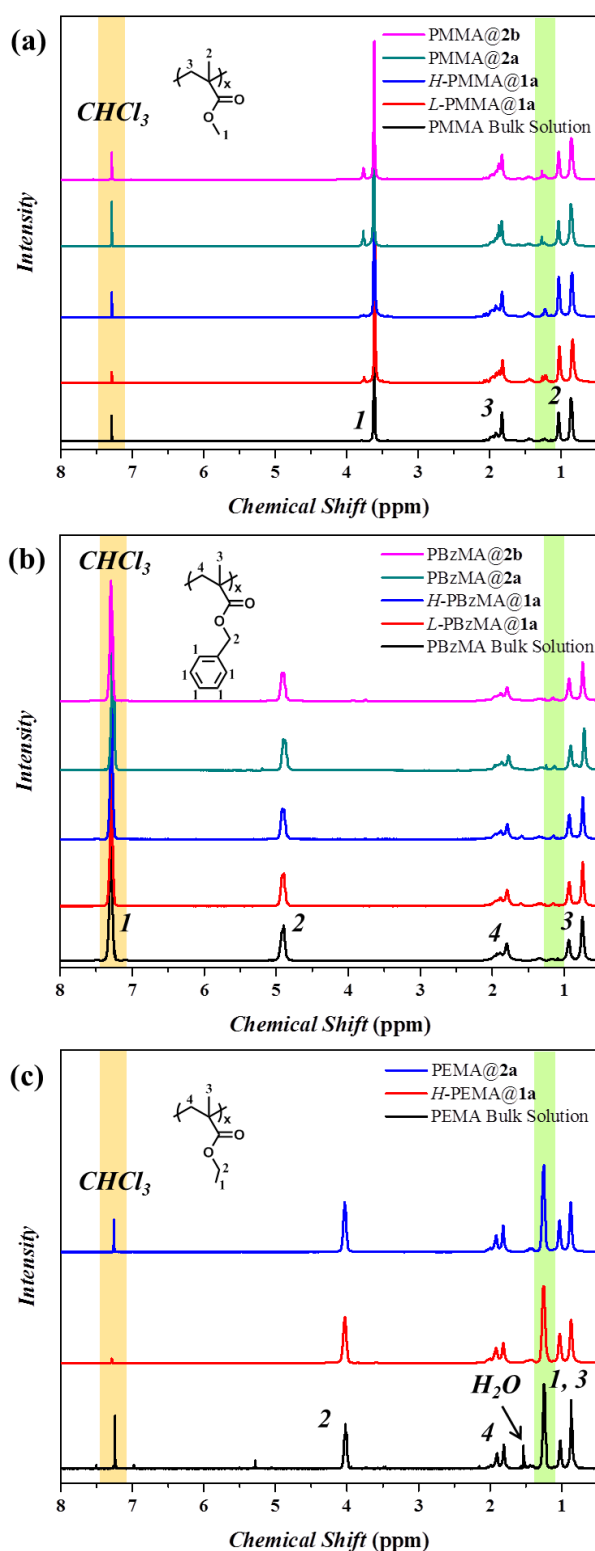 (a)
PMMA@2b
PMMA@2a
H-PMMA@1a
L-PMMA@1a
PMMA Bulk Solution
2
3
x
O
O
1
CHCl3
Intensity
1
3
2
8 7 6 5 4 3 2 1
Chemical Shift (ppm)
(b)
CHCl3
PBzMA@2b
PBzMA@2a
H-PBzMA@1a
L-PBzMA@1a
PBzMA Bulk Solution
3
4
x
O
O
2
1
1 1
1 1
Intensity
1
2
4
3
8 7 6 5 4 3 2 1
Chemical Shift (ppm)
(c)
PEMA@2a
H-PEMA@1a
PEMA Bulk Solution
3
4
x
O
O
2
1
CHCl3
Intensity
2
4
H2O
1, 3
8 7 6 5 4 3 2 1
Chemical Shift (ppm)